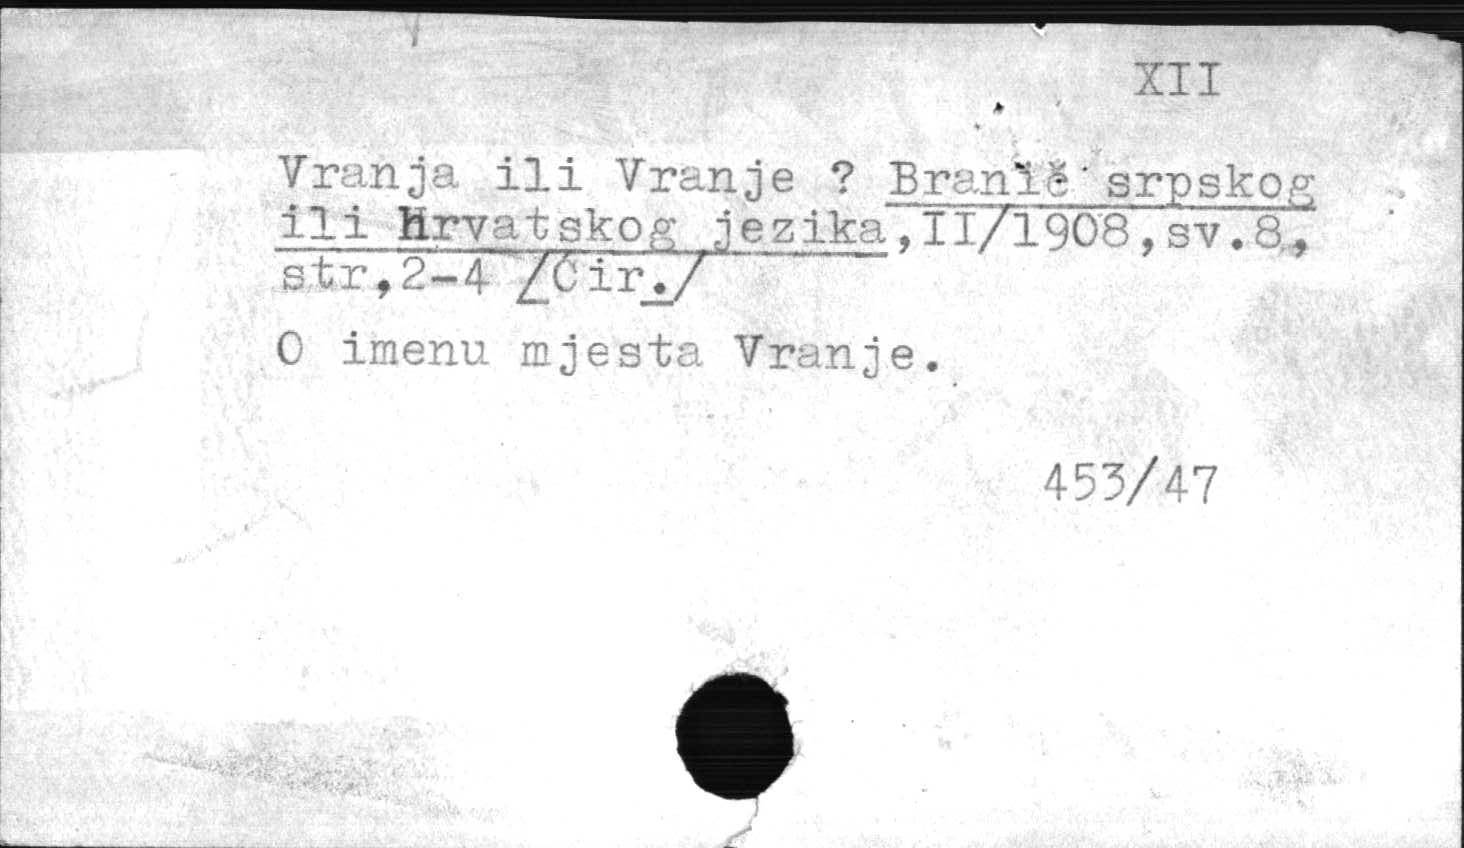 XII
Vranja ili Vranje ? Branič srpskog
ili Hrvatskog jezika,II/1908,sv.8,
str,2-4 /Ćir./
O imenu mjesta Vranje.
453/47